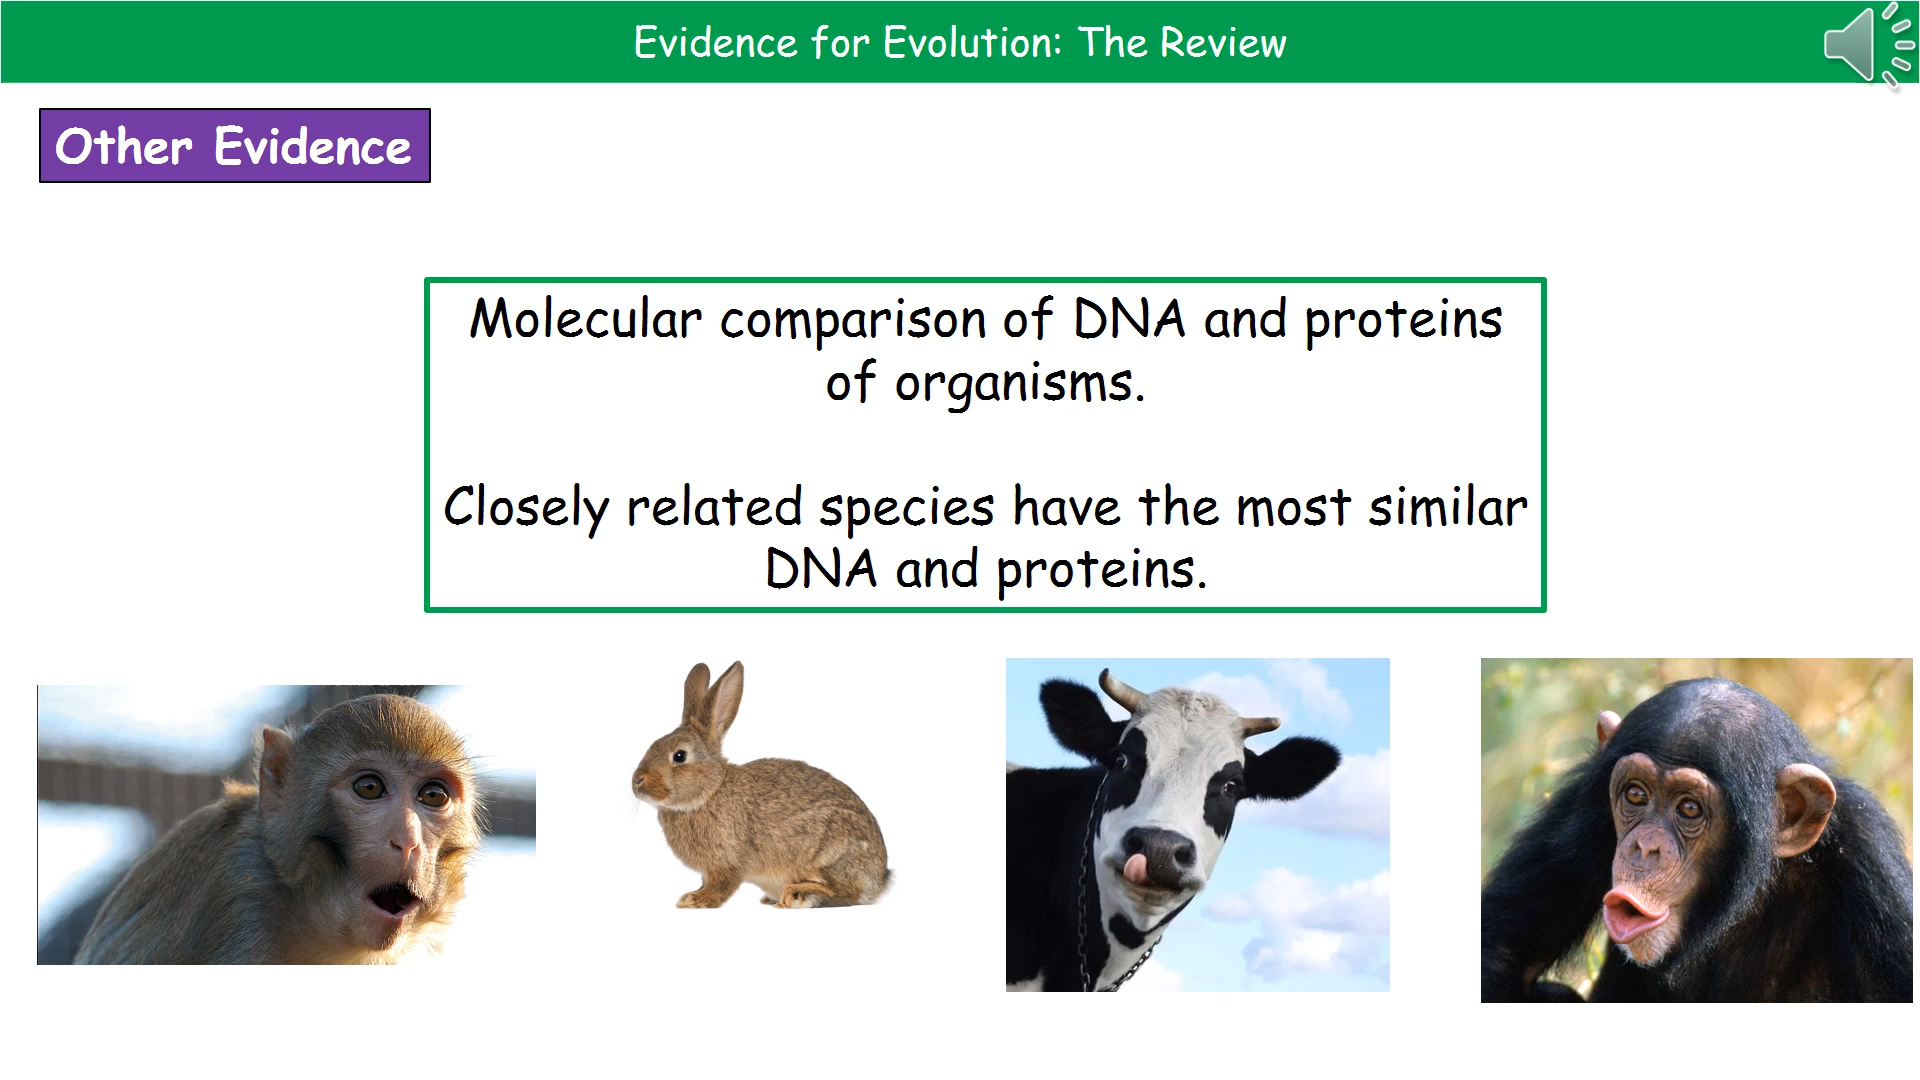 Evidence for Evolution: The Review
Other Evidence
Molecular comparison of DNA and proteins
of organisms.
Closely related species have the most similar
DNA and proteins.